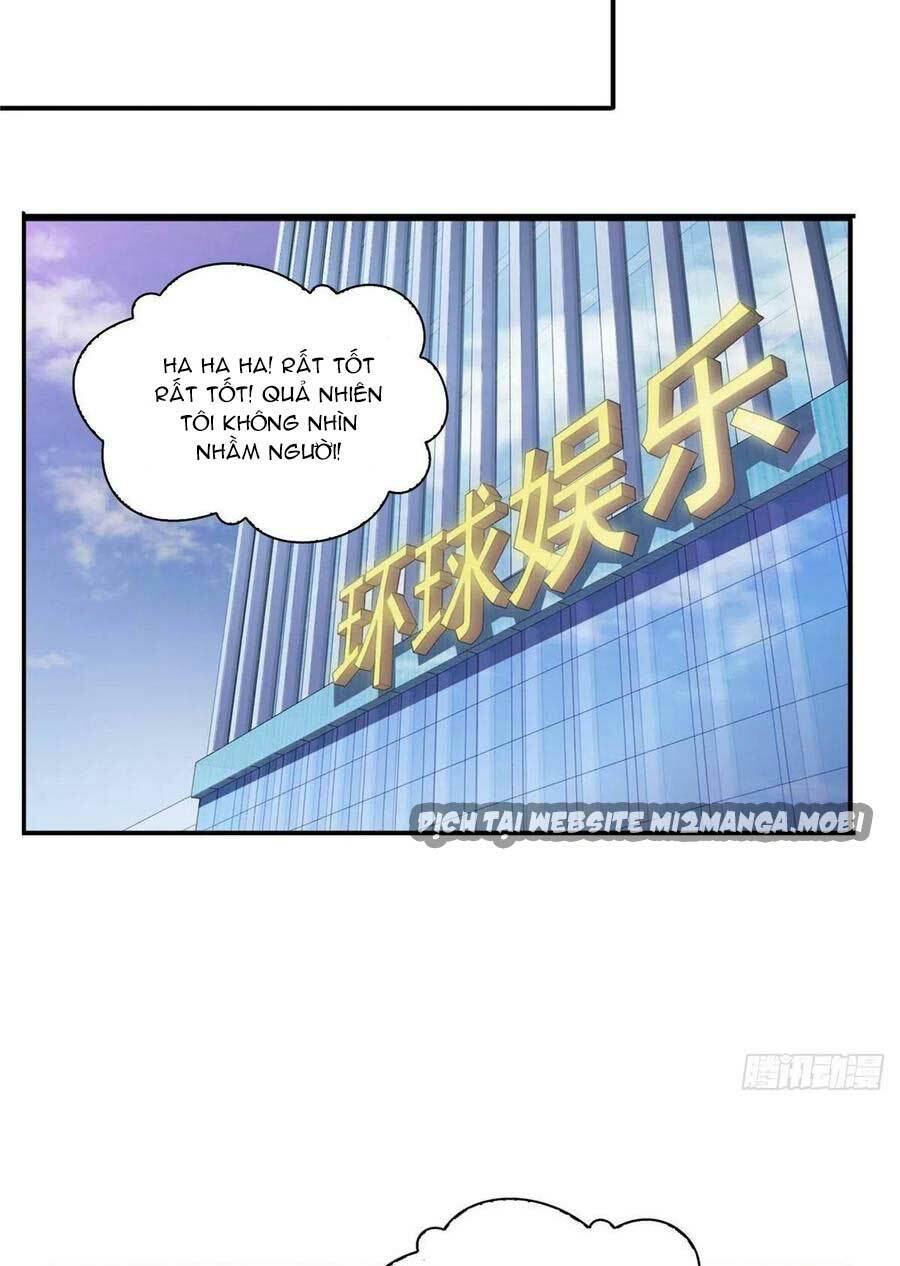 HA HA HA! RẤT TỐT
RẤT TỐT! QUẢ NHIÊN
TÔI KHÔNG NHÌN
NHẦM NGƯỜI!
环球娱乐
DỊCH TẠI WEBSITE MI2MANGA.MOBI
腾讯动漫